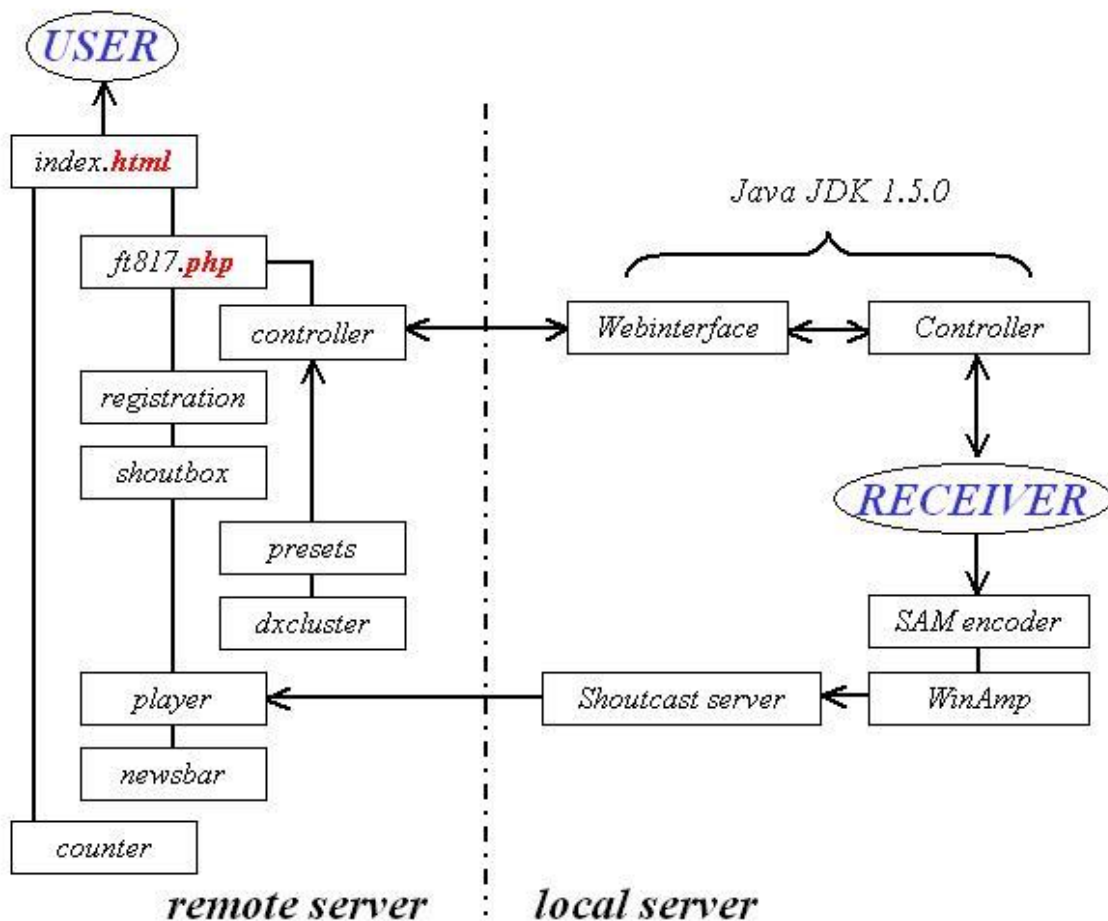 USER
index.html
Java JDK 1.5.0
ft817.php
controller
Webinterface
Controller
registration
shoutbox
RECEIVER
presets
dxcluster
SAM encoder
player
Shoutcast server
WinAmp
newsbar
counter
remote server
local server